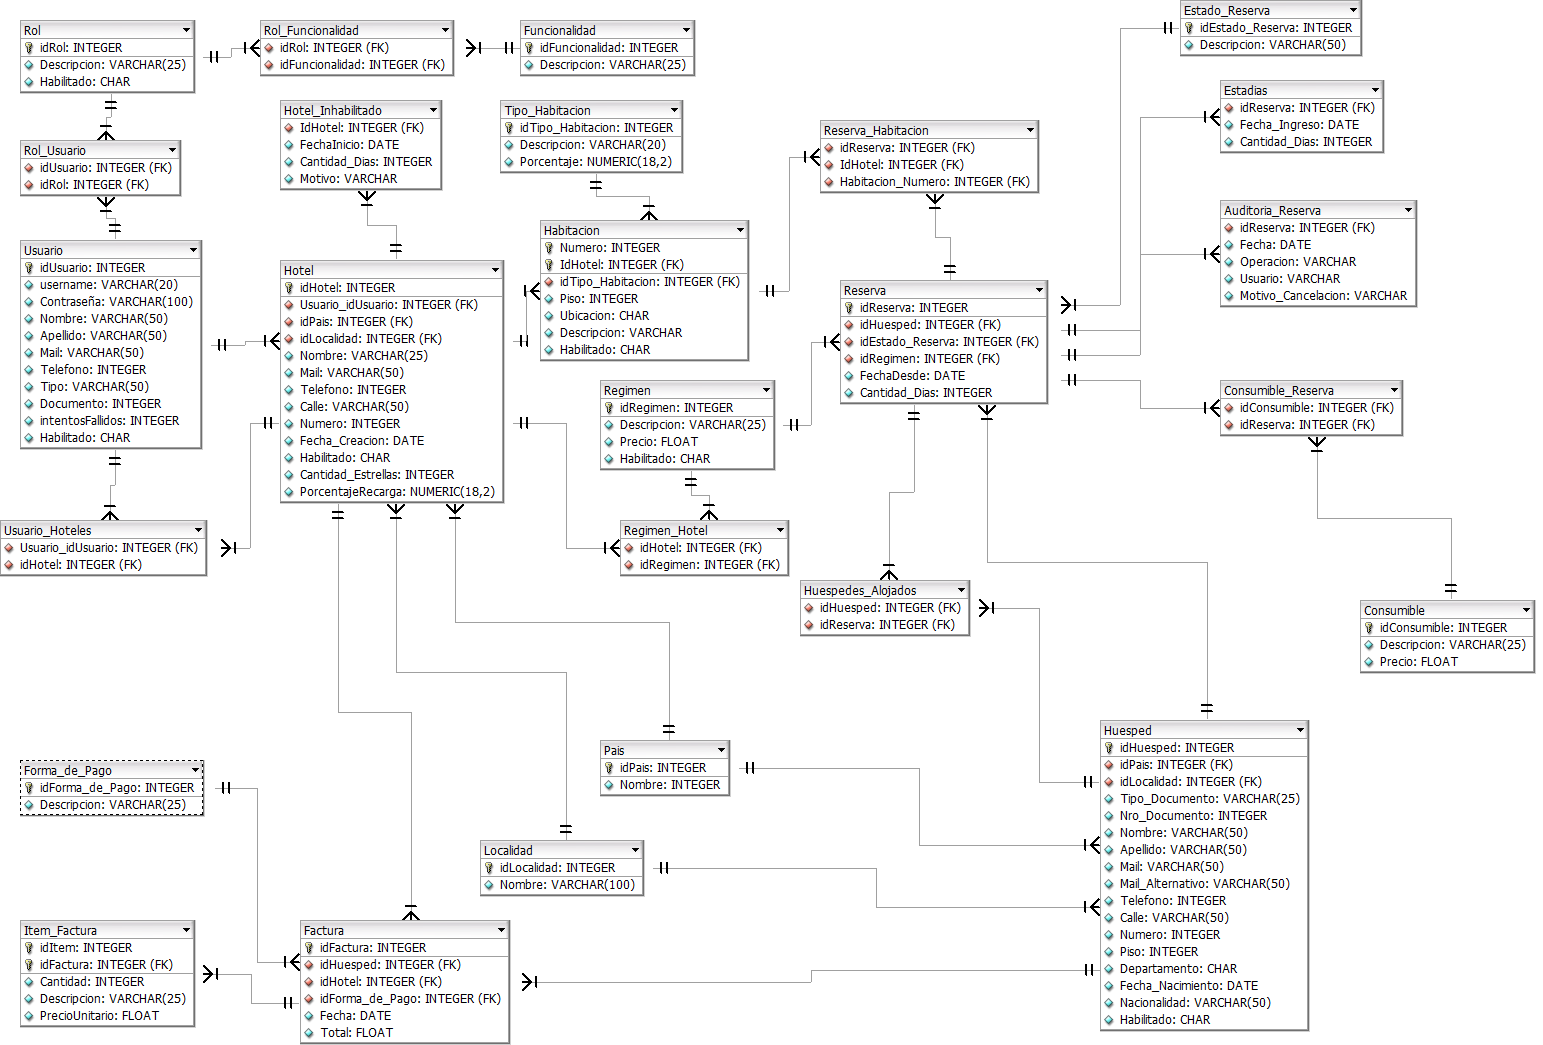 Rol
idRol: INTEGER
Descripcion: VARCHAR(25)
Habilitado: CHAR
Rol_Funcionalidad
idRol: INTEGER (FK)
idFuncionalidad: INTEGER (FK)
Funcionalidad
idFuncionalidad: INTEGER
Descripcion: VARCHAR(25)
Estado_Reserva
idEstado_Reserva: INTEGER
Descripcion: VARCHAR(50)
Hotel_Inhabilitado
IdHotel: INTEGER (FK)
FechaInicio: DATE
Cantidad_Dias: INTEGER
Motivo: VARCHAR
Tipo_Habitacion
idTipo_Habitacion: INTEGER
Descripcion: VARCHAR(20)
Porcentaje: NUMERIC(18,2)
Reserva_Habitacion
idReserva: INTEGER (FK)
IdHotel: INTEGER (FK)
Habitacion_Numero: INTEGER (FK)
Estadias
idReserva: INTEGER (FK)
Fecha_Ingreso: DATE
Cantidad_Dias: INTEGER
Rol_Usuario
idUsuario: INTEGER (FK)
idRol: INTEGER (FK)
Auditoria_Reserva
idReserva: INTEGER (FK)
Fecha: DATE
Operacion: VARCHAR
Usuario: VARCHAR
Motivo_Cancelacion: VARCHAR
Usuario
idUsuario: INTEGER
username: VARCHAR(20)
Contraseña: VARCHAR(100)
Nombre: VARCHAR(50)
Apellido: VARCHAR(50)
Mail: VARCHAR(50)
Telefono: INTEGER
Tipo: VARCHAR(50)
Documento: INTEGER
intentosFallidos: INTEGER
Habilitado: CHAR
Hotel
idHotel: INTEGER
Usuario_idUsuario: INTEGER (FK)
idPais: INTEGER (FK)
idLocalidad: INTEGER (FK)
Nombre: VARCHAR(25)
Mail: VARCHAR(50)
Telefono: INTEGER
Calle: VARCHAR(50)
Numero: INTEGER
Fecha_Creacion: DATE
Habilitado: CHAR
Cantidad_Estrellas: INTEGER
PorcentajeRecarga: NUMERIC(18,2)
Habitacion
Numero: INTEGER
IdHotel: INTEGER (FK)
idTipo_Habitacion: INTEGER (FK)
Piso: INTEGER
Ubicacion: CHAR
Descripcion: VARCHAR
Habilitado: CHAR
Reserva
idReserva: INTEGER
idHuesped: INTEGER (FK)
idEstado_Reserva: INTEGER (FK)
idRegimen: INTEGER (FK)
FechaDesde: DATE
Cantidad_Dias: INTEGER
Regimen
idRegimen: INTEGER
Descripcion: VARCHAR(25)
Precio: FLOAT
Habilitado: CHAR
Consumible_Reserva
idConsumible: INTEGER (FK)
idReserva: INTEGER (FK)
Usuario_Hoteles
Usuario_idUsuario: INTEGER (FK)
idHotel: INTEGER (FK)
Regimen_Hotel
idHotel: INTEGER (FK)
idRegimen: INTEGER (FK)
Huespedes_Alojados
idHuesped: INTEGER (FK)
idReserva: INTEGER (FK)
Consumible
idConsumible: INTEGER
Descripcion: VARCHAR(25)
Precio: FLOAT
Forma_de_Pago
idForma_de_Pago: INTEGER
Descripcion: VARCHAR(25)
Pais
idPais: INTEGER
Nombre: INTEGER
Huesped
idHuesped: INTEGER
idPais: INTEGER (FK)
idLocalidad: INTEGER (FK)
Tipo_Documento: VARCHAR(25)
Nro_Documento: INTEGER
Nombre: VARCHAR(50)
Apellido: VARCHAR(50)
Mail: VARCHAR(50)
Mail_Alternativo: VARCHAR(50)
Telefono: INTEGER
Calle: VARCHAR(50)
Numero: INTEGER
Piso: INTEGER
Departamento: CHAR
Fecha_Nacimiento: DATE
Nacionalidad: VARCHAR(50)
Habilitado: CHAR
Localidad
idLocalidad: INTEGER
Nombre: VARCHAR(100)
Item_Factura
idItem: INTEGER
idFactura: INTEGER (FK)
Cantidad: INTEGER
Descripcion: VARCHAR(25)
PrecioUnitario: FLOAT
Factura
idFactura: INTEGER
idHuesped: INTEGER (FK)
idHotel: INTEGER (FK)
idForma_de_Pago: INTEGER (FK)
Fecha: DATE
Total: FLOAT